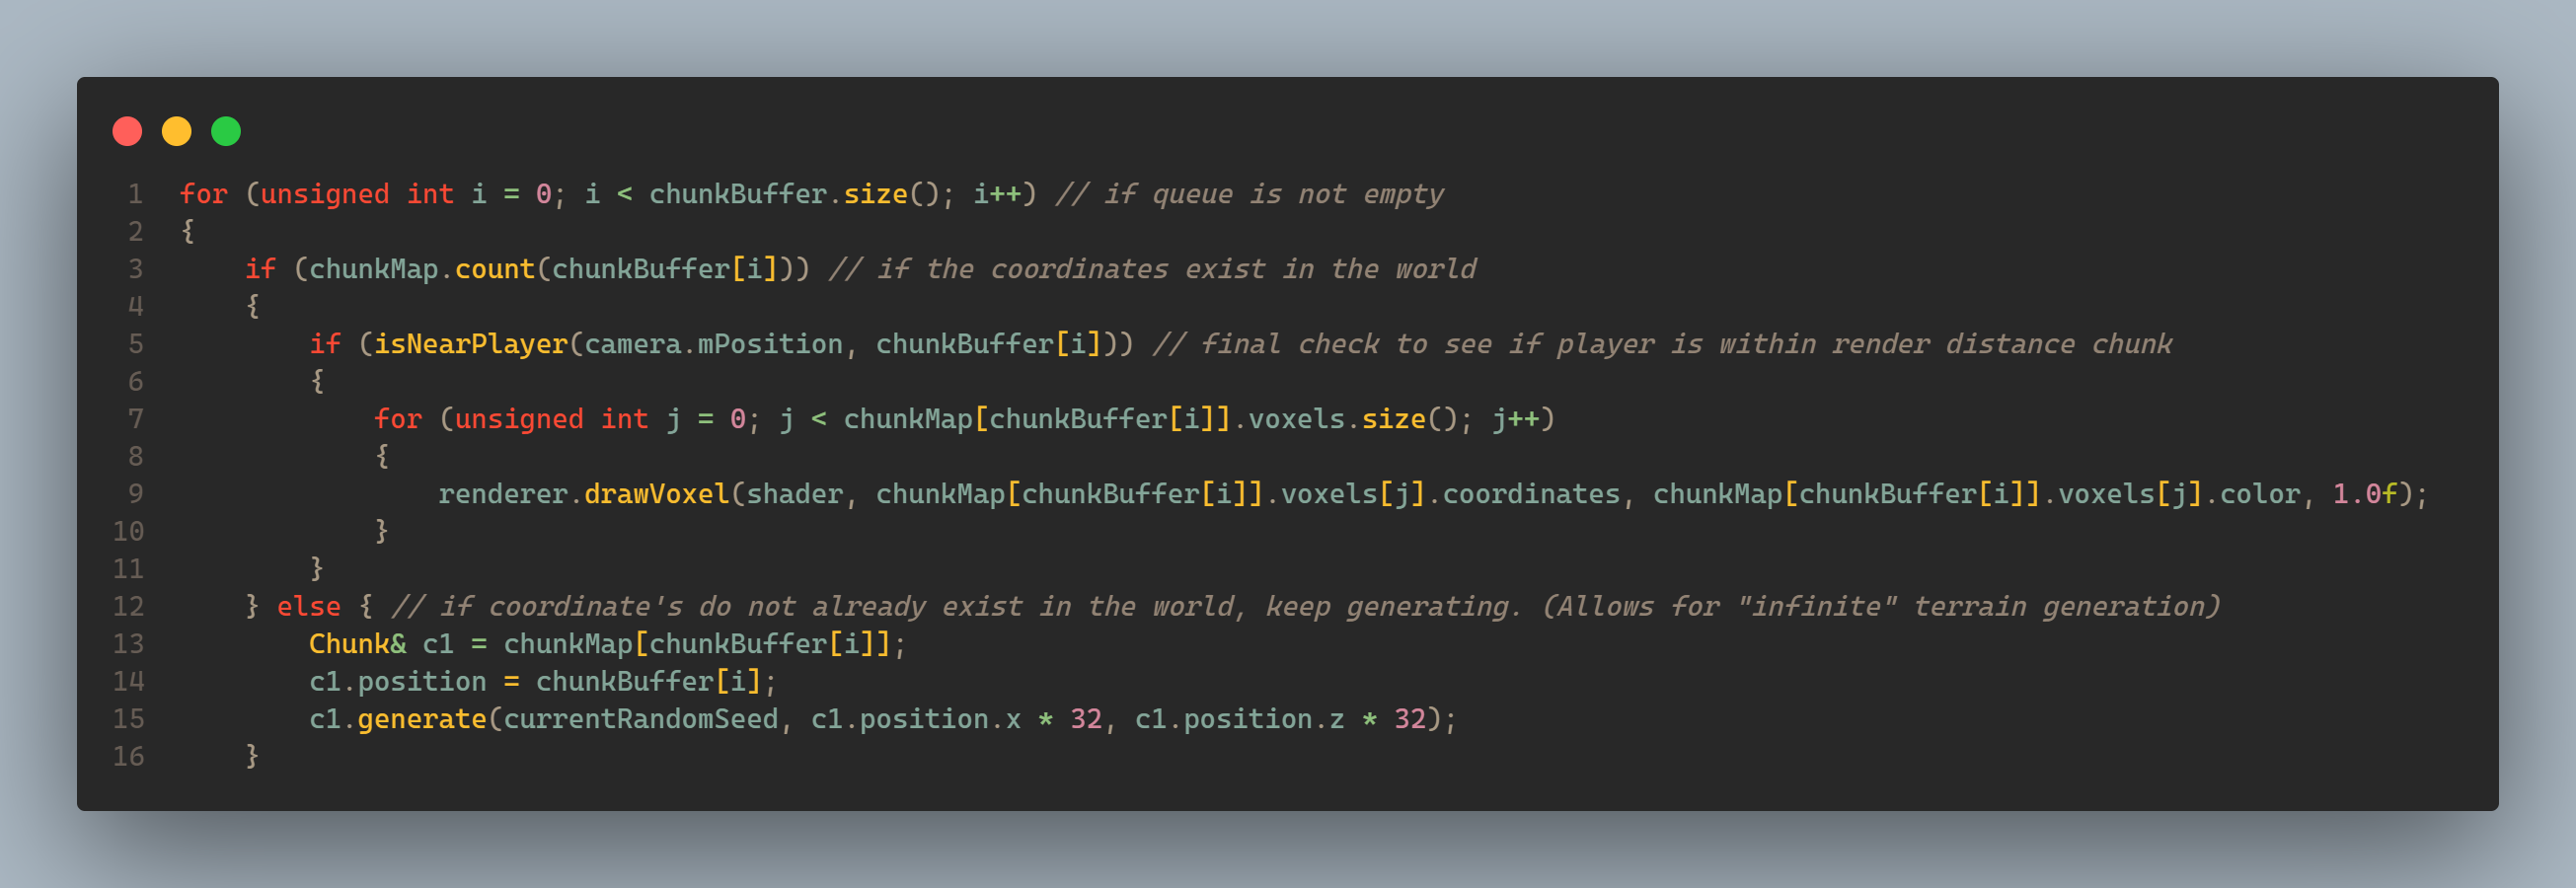 1 for (unsigned int i = 0; i < chunkBuffer.size(); i++) // if queue is not empty
2 {
3     if (chunkMap.count(chunkBuffer[i])) // if the coordinates exist in the world
4     {
5         if (isNearPlayer(camera.mPosition, chunkBuffer[i])) // final check to see if player is within render distance chunk
6         {
7             for (unsigned int j = 0; j < chunkMap[chunkBuffer[i]].voxels.size(); j++)
8             {
9                 renderer.drawVoxel(shader, chunkMap[chunkBuffer[i]].voxels[j].coordinates, chunkMap[chunkBuffer[i]].voxels[j].color, 1.0f);
10             }
11         }
12     } else { // if coordinate's do not already exist in the world, keep generating. (Allows for "infinite" terrain generation)
13         Chunk& c1 = chunkMap[chunkBuffer[i]];
14         c1.position = chunkBuffer[i];
15         c1.generate(currentRandomSeed, c1.position.x * 32, c1.position.z * 32);
16     }